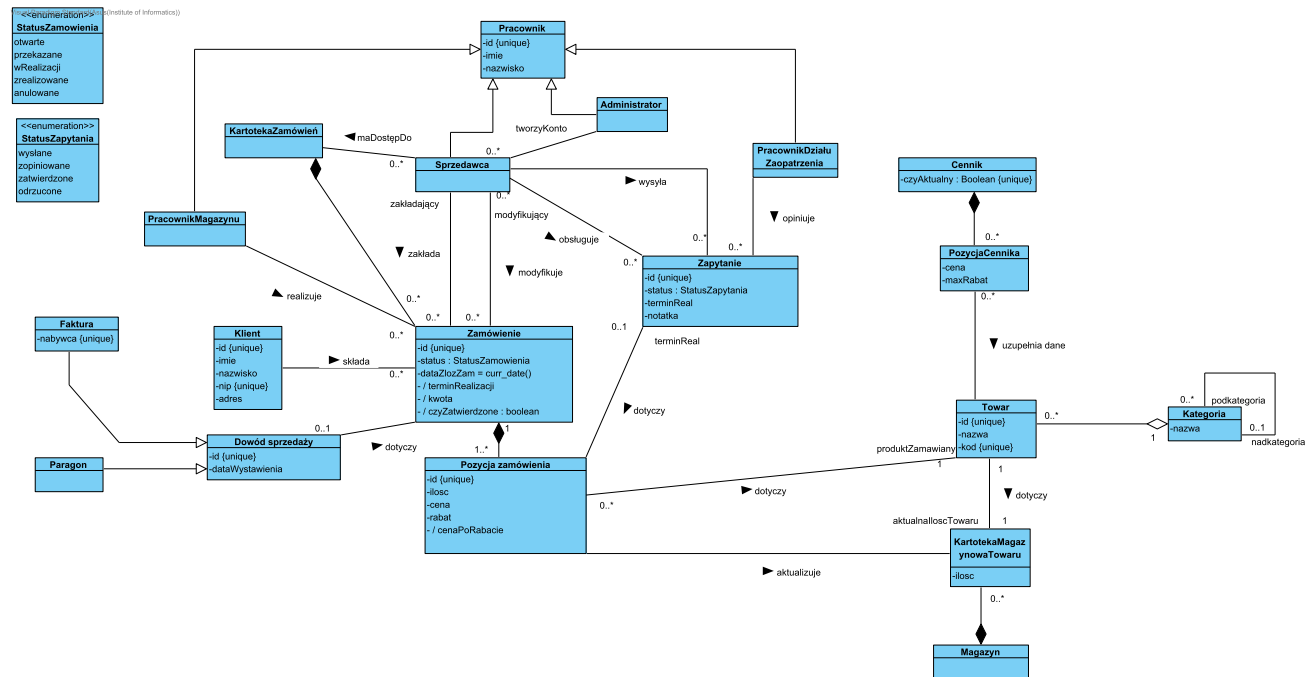 (Institute of Informatics))
<<enumeration>>
StatusZamowienia
otwarte
przekazane
wRealizacji
zrealizowane
anulowane
<<enumeration>>
StatusZapytania
wysłane
zopiniowane
zatwierdzone
odrzucone
Pracownik
-id {unique}
-imie
-nazwisko
Administrator
tworzyKonto
0..*
KartotekaZamówień
maDostępDo
0..*
Sprzedawca
0..*
PracownikDziału
Zaopatrzenia
wysyła
0..*
opiniuje
0..*
Cennik
-czyAktualny : Boolean {unique}
0..*
PozycjaCennika
-cena
-maxRabat
0..*
uzupełnia dane
PracownikMagazynu
realizuje
0..*
zakładający
zakłada
0..*
0..*
modyfikujący
modyfikuje
0..*
obsługuje
0..*
Zapytanie
-id {unique}
-status : StatusZapytania
-terminReal
-notatka
0..1
terminReal
dotyczy
Faktura
-nabywca {unique}
Klient
-id {unique}
-imie
-nazwisko
-nip {unique}
-adres
składa
0..*
Zamówienie
-id {unique}
-status : StatusZamowienia
-dataZlozZam = curr_date()
- / terminRealizacji
- / kwota
- / czyZatwierdzone : boolean
0..1
dotyczy
1
1..*
Dowód sprzedaży
-id {unique}
-dataWystawienia
Paragon
Pozycja zamówienia
-id {unique}
-ilosc
-cena
-rabat
- / cenaPoRabacie
0..*
dotyczy
produktZamawiany
1
Towar
-id {unique}
-nazwa
-kod {unique}
0..*
1
Kategoria
-nazwa
0..*
podkategoria
0..1
nadkategoria
1
dotyczy
aktualnaIloscTowaru
1
KartotekaMagaz
ynowaTowaru
-ilosc
aktualizuje
0..*
Magazyn